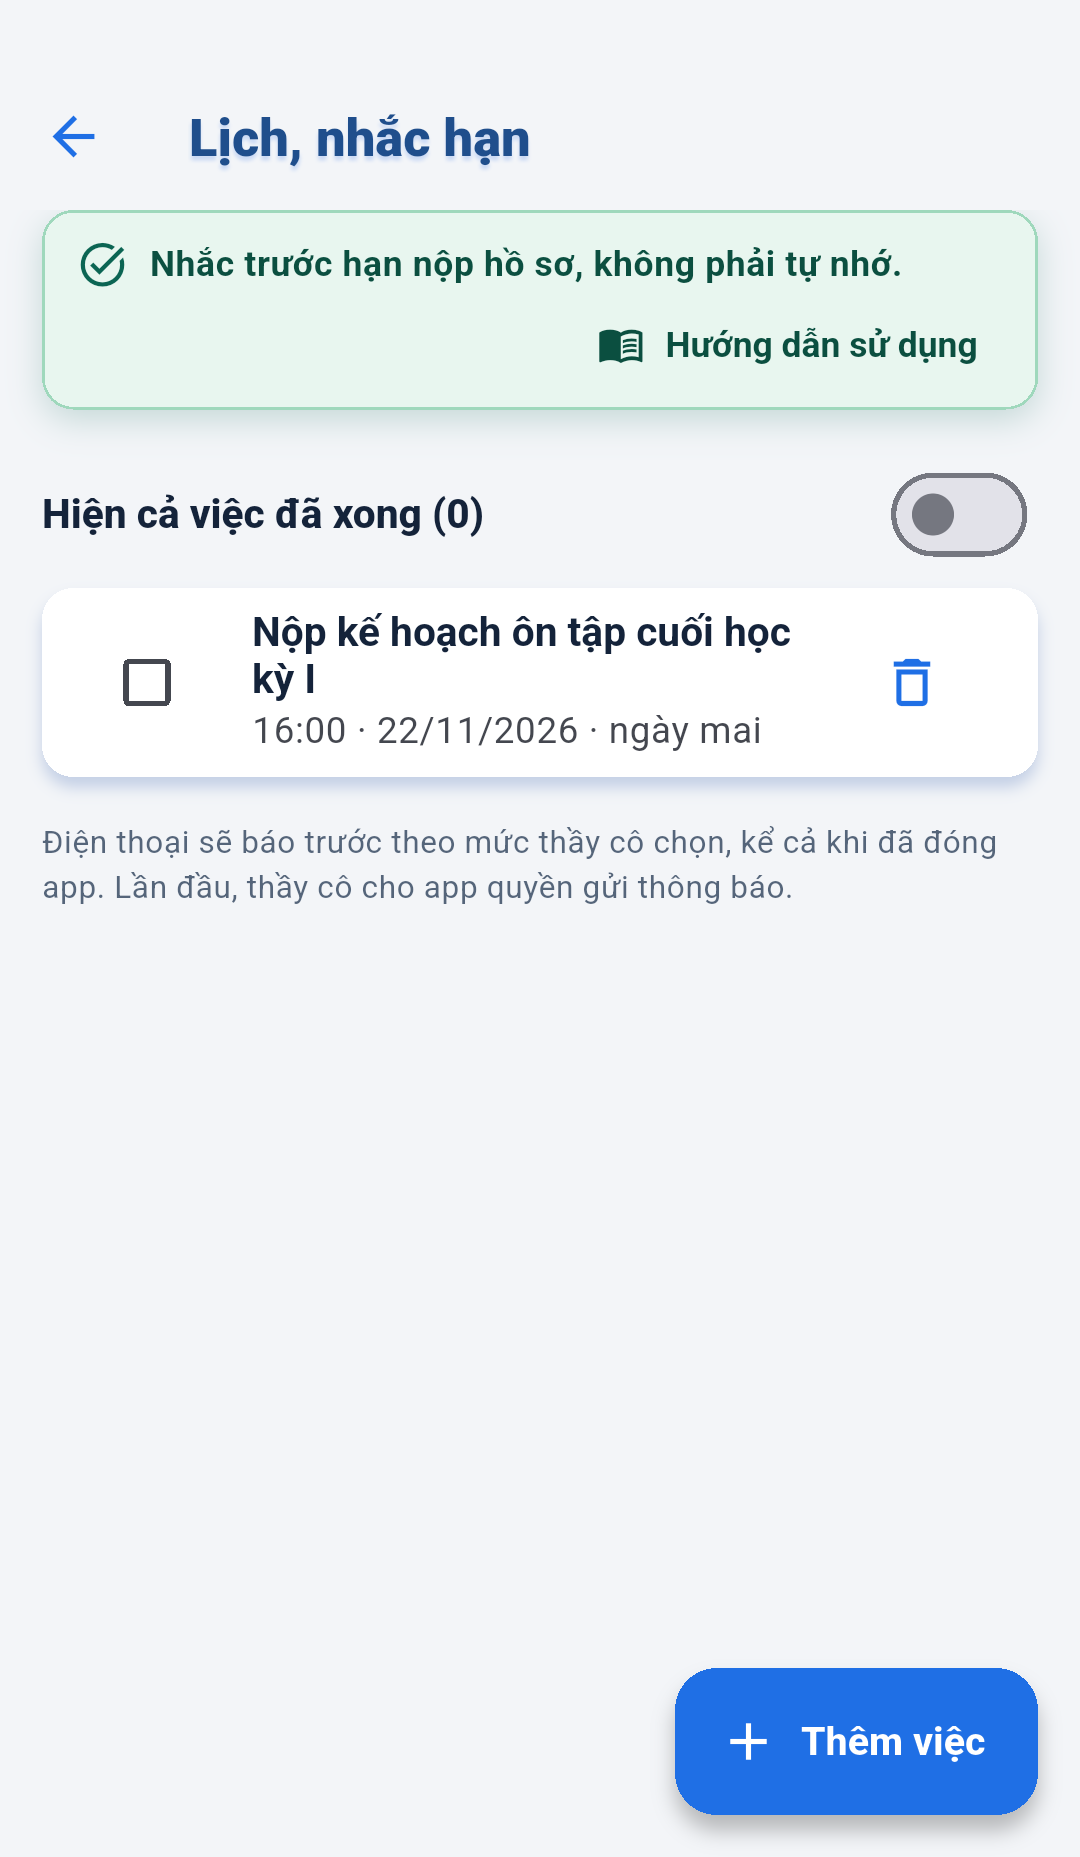 Lịch, nhắc hạn
Nhắc trước hạn nộp hồ sơ, không phải tự nhớ.
Hướng dẫn sử dụng
Hiện cả việc đã xong (0)
Nộp kế hoạch ôn tập cuối học
kỳ I
16:00 · 22/11/2026 · ngày mai
Điện thoại sẽ báo trước theo mức thầy cô chọn, kể cả khi đã đóng
app. Lần đầu, thầy cô cho app quyền gửi thông báo.
Thêm việc